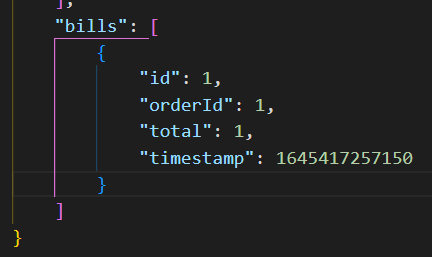 ],
"bills": [
{
"id": 1,
"orderId": 1,
"total": 1,
"timestamp": 1645417257150
}
]
}